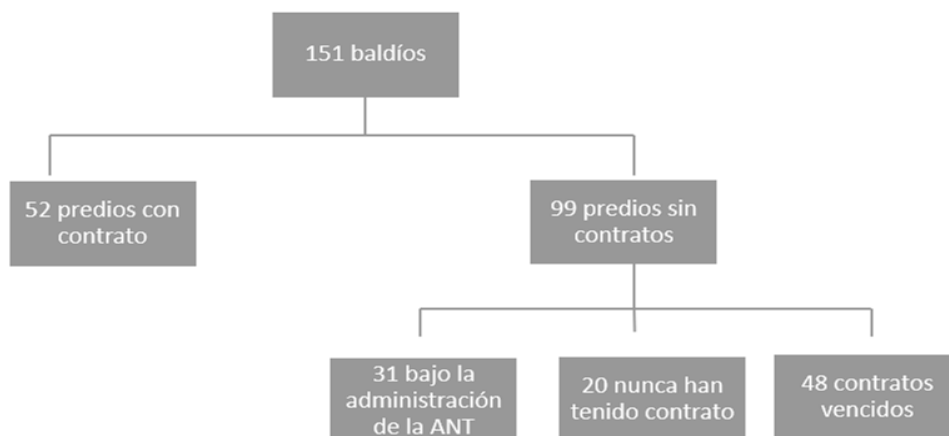 151 baldíos
52 predios con
contrato
99 predios sin
contratos
31 bajo la
administración
de la ANT
20 nunca han
tenido contrato
48 contratos
vencidos